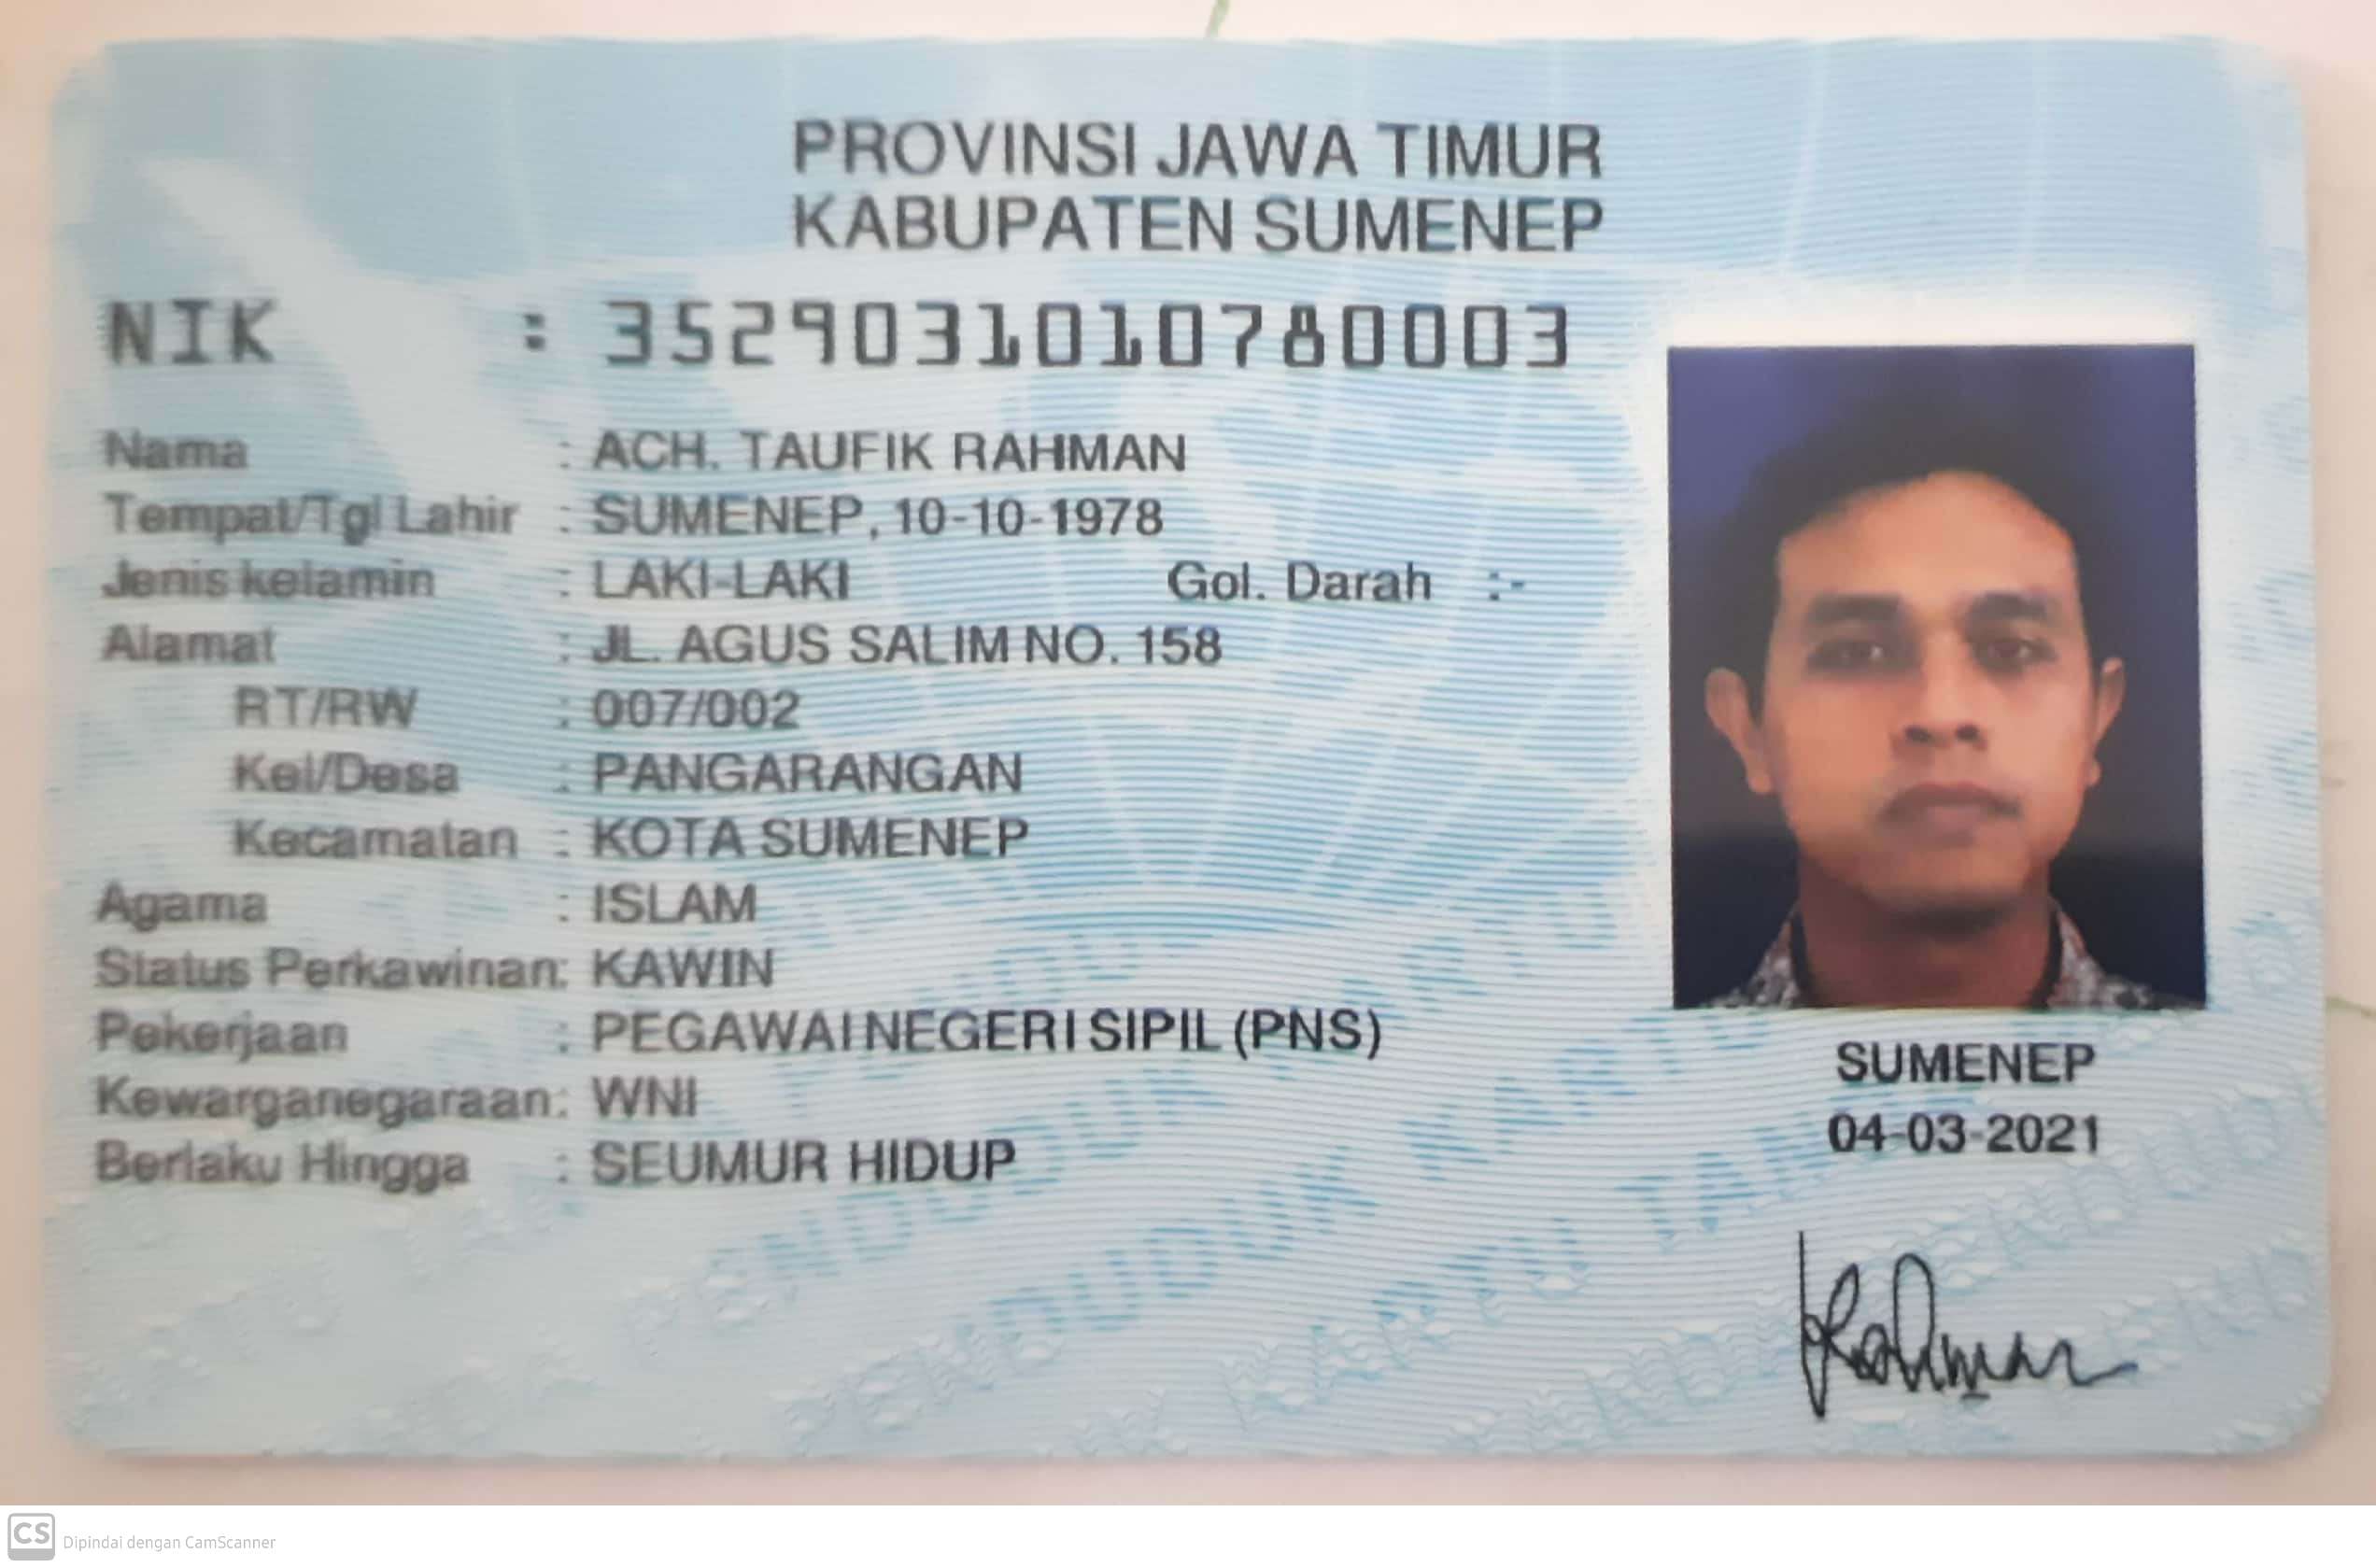 PROVINSI JAWA TIMUR
KABUPATEN SUMENEP
NIK : 3529031010780003
Nama : ACH. TAUFIK RAHMAN
Tempat/Tgl Lahir : SUMENEP, 10-10-1978
Jenis kelamin : LAKI-LAKI Gol. Darah :-
Alamat : JL. AGUS SALIM NO. 158
RT/RW : 007/002
Kel/Desa : PANGARANGAN
Kecamatan : KOTA SUMENEP
Agama : ISLAM
Status Perkawinan: KAWIN
Pekerjaan : PEGAWAI NEGERI SIPIL (PNS)
Kewarganegaraan: WNI
Berlaku Hingga : SEUMUR HIDUP
SUMENEP
04-03-2021
Rahman
CS Dipindai dengan CamScanner